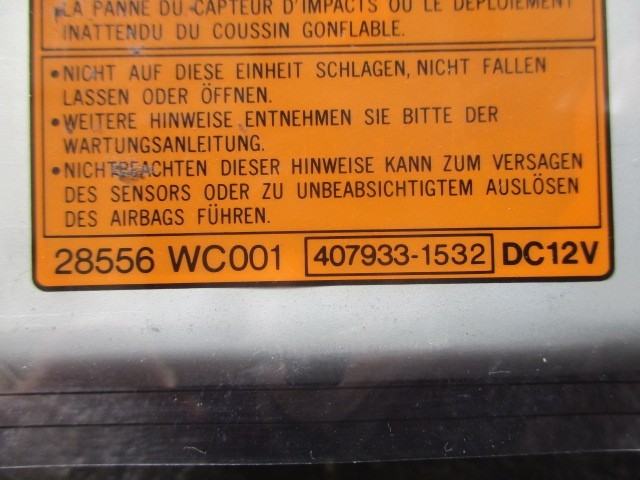 LA PANNE DU CAPTEUR D'IMPACTS OU LE DEPLOIEMENT
INATTENDU DU COUSSIN GONFLABLE.
•NICHT AUF DIESE EINHEIT SCHLAGEN, NICHT FALLEN
LASSEN ODER ÖFFNEN.
•WEITERE HINWEISE ENTNEHMEN SIE BITTE DER
WARTUNGSANLEITUNG.
•NICHTBEACHTEN DIESER HINWEISE KANN ZUM VERSAGEN
DES SENSORS ODER ZU UNBEABSICHTIGTEM AUSLÖSEN
DES AIRBAGS FÜHREN.
28556 WC001 407933-1532 DC12V